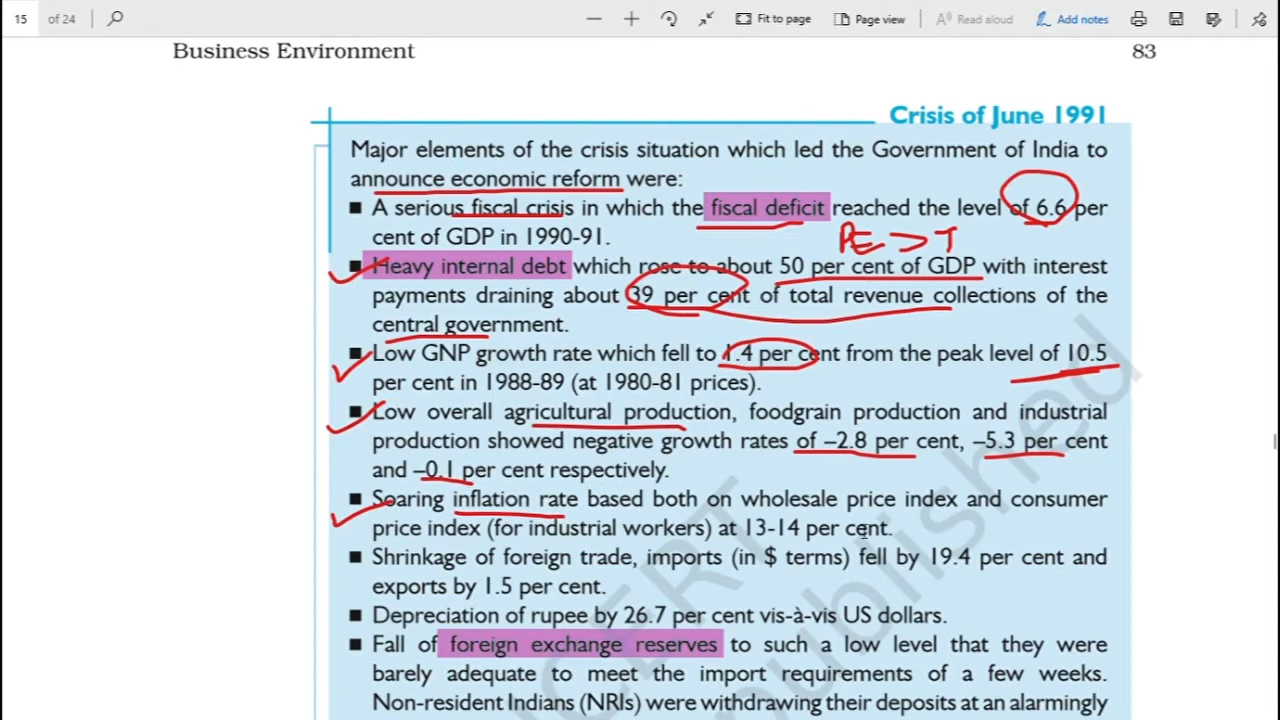 15 of 24 Fit to page Page view Read aloud Add notes
Business Environment 83
Crisis of June 1991
Major elements of the crisis situation which led the Government of India to
announce economic reform were:
■ A serious fiscal crisis in which the fiscal deficit reached the level of 6.6 per
cent of GDP in 1990-91.
PE > T
■ Heavy internal debt which rose to about 50 per cent of GDP with interest
payments draining about 39 per cent of total revenue collections of the
central government.
■ Low GNP growth rate which fell to 1.4 per cent from the peak level of 10.5
per cent in 1988-89 (at 1980-81 prices).
■ Low overall agricultural production, foodgrain production and industrial
production showed negative growth rates of –2.8 per cent, –5.3 per cent
and –0.1 per cent respectively.
■ Soaring inflation rate based both on wholesale price index and consumer
price index (for industrial workers) at 13-14 per cent.
■ Shrinkage of foreign trade, imports (in $ terms) fell by 19.4 per cent and
exports by 1.5 per cent.
■ Depreciation of rupee by 26.7 per cent vis-à-vis US dollars.
■ Fall of foreign exchange reserves to such a low level that they were
barely adequate to meet the import requirements of a few weeks.
Non-resident Indians (NRIs) were withdrawing their deposits at an alarmingly